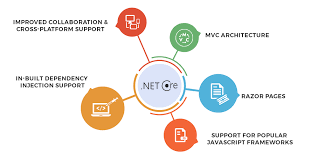 IMPROVED COLLABORATION &
CROSS-PLATFORM SUPPORT
MVC ARCHITECTURE
IN-BUILT DEPENDENCY
INJECTION SUPPORT
.NET Core
RAZOR PAGES
SUPPORT FOR POPULAR
JAVASCRIPT FRAMEWORKS